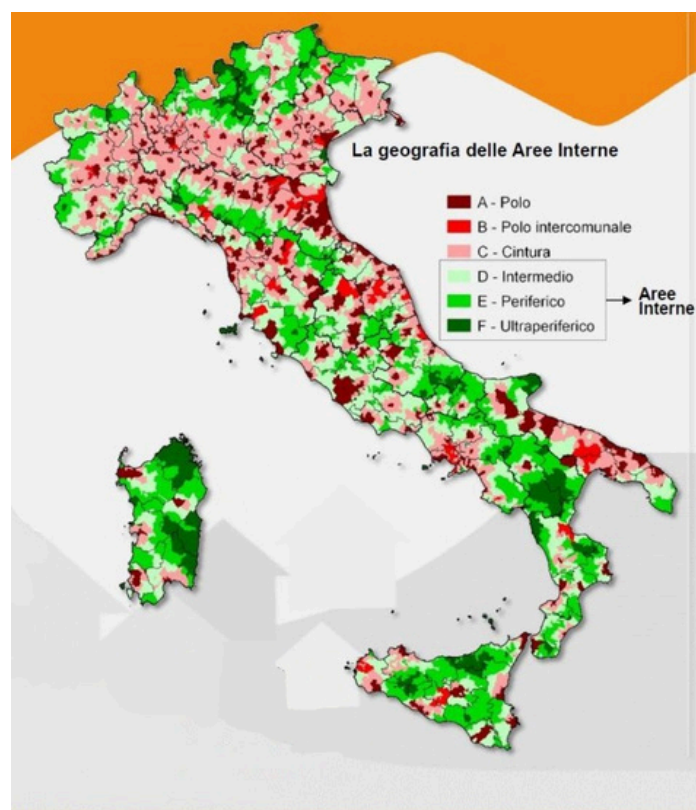 La geografia delle Aree Interne
A - Polo
B - Polo intercomunale
C - Cintura
D - Intermedio
E - Periferico
F - Ultraperiferico
Aree
Interne